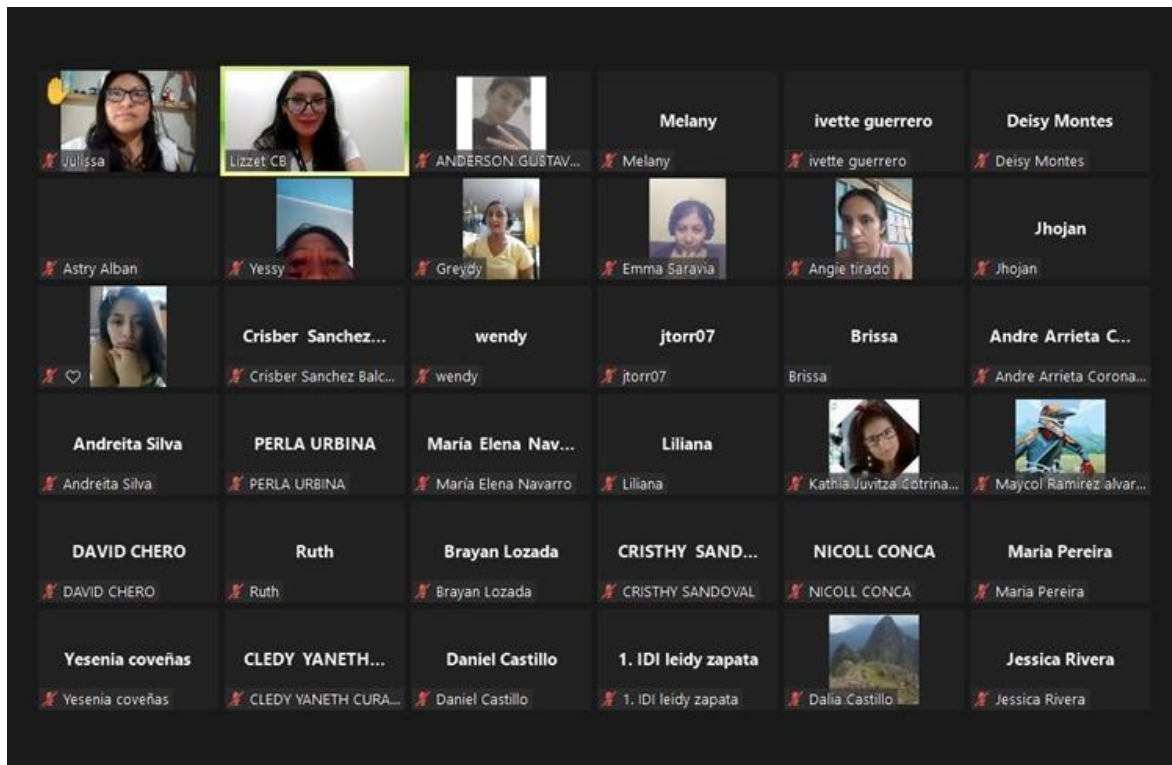 Julissa
Lizzet CB
ANDERSON GUSTAV...
Melany
Melany
ivette guerrero
ivette guerrero
Deisy Montes
Deisy Montes
Astry Alban
Yessy
Greydy
Emma Saravia
Angie tirado
Jhojan
Jhojan
♡
Crisber Sanchez...
Crisber Sanchez Balc...
wendy
wendy
jtorr07
jtorr07
Brissa
Brissa
Andre Arrieta C...
Andre Arrieta Corona...
Andreita Silva
Andreita Silva
PERLA URBINA
PERLA URBINA
María Elena Nav...
María Elena Navarro
Liliana
Liliana
Kathia Juvitza Cotrina...
Maycol Ramirez alvar...
DAVID CHERO
DAVID CHERO
Ruth
Ruth
Brayan Lozada
Brayan Lozada
CRISTHY SAND...
CRISTHY SANDOVAL
NICOLL CONCA
NICOLL CONCA
Maria Pereira
Maria Pereira
Yesenia coveñas
Yesenia coveñas
CLEDY YANETH...
CLEDY YANETH CURA...
Daniel Castillo
Daniel Castillo
1. IDI leidy zapata
1. IDI leidy zapata
Dalia Castillo
Jessica Rivera
Jessica Rivera